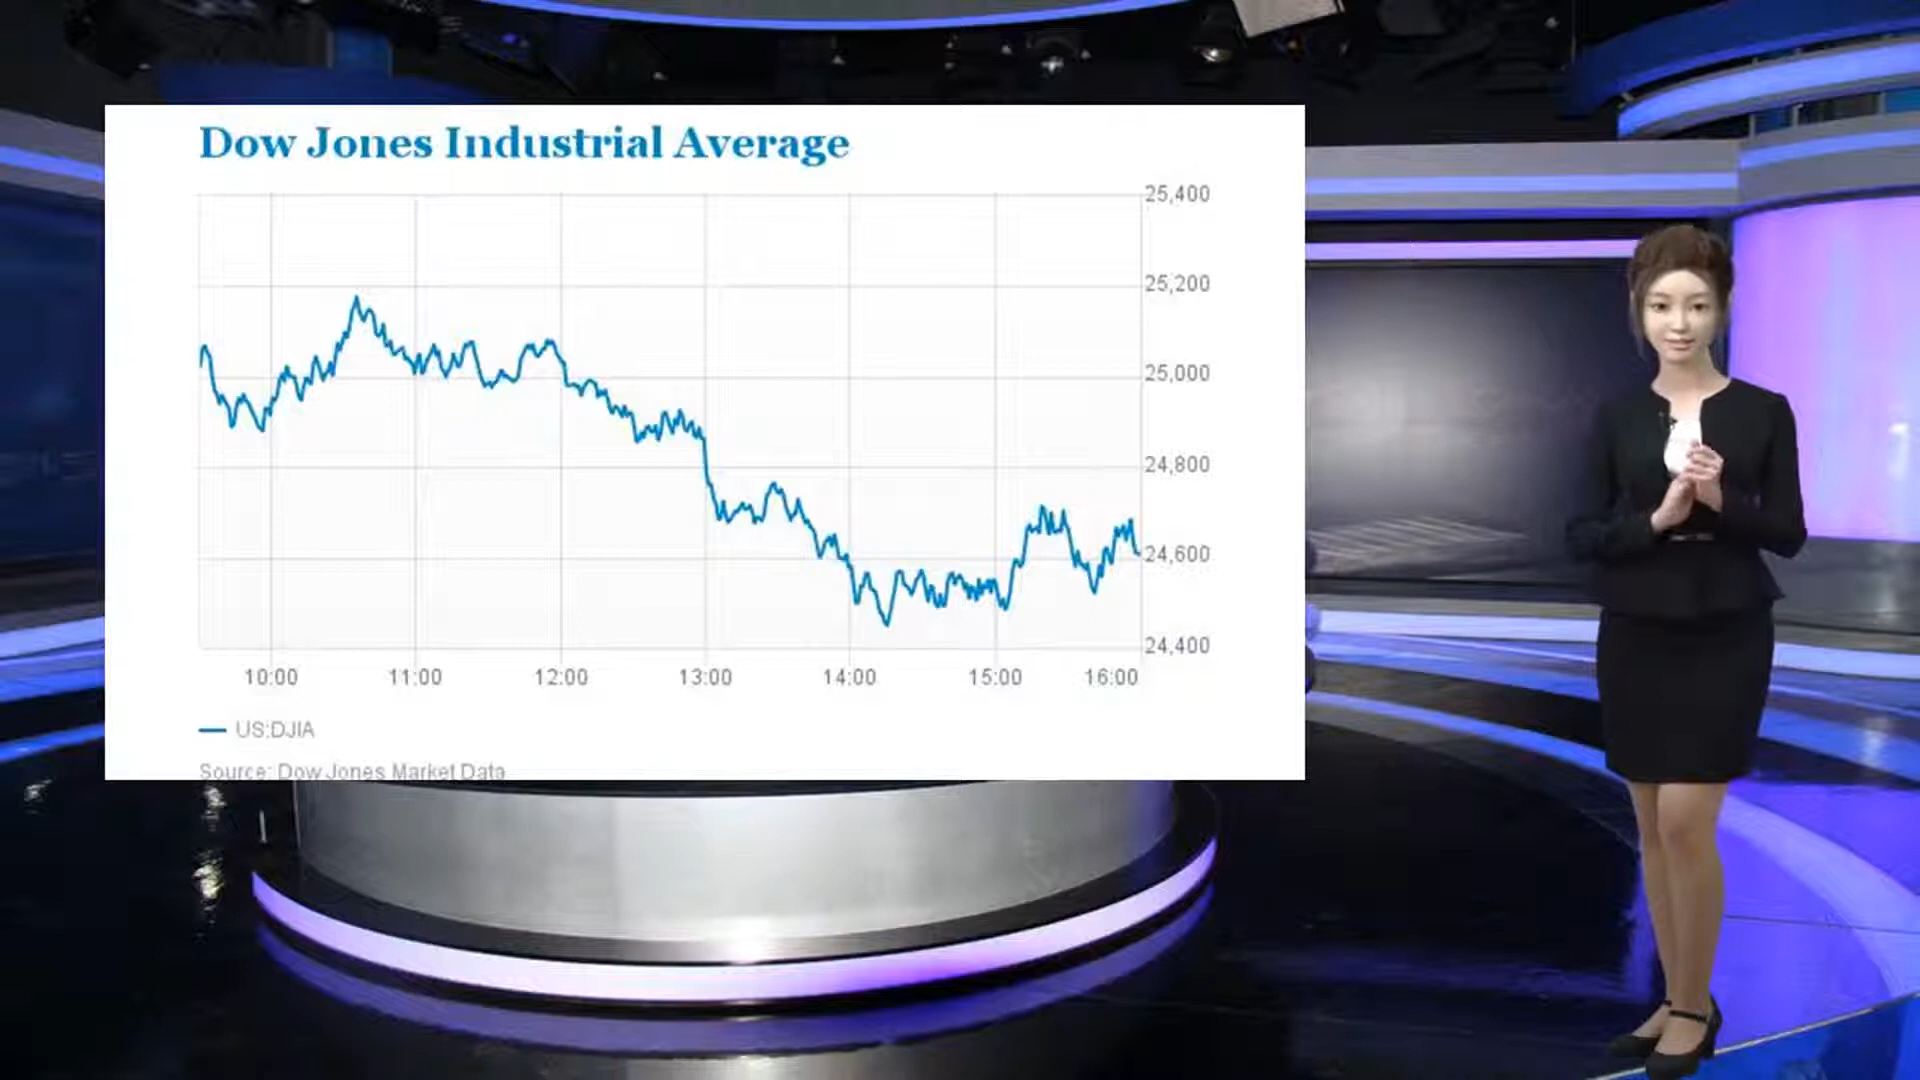 Dow Jones Industrial Average
25,400
25,200
25,000
24,800
24,600
24,400
10:00 11:00 12:00 13:00 14:00 15:00 16:00
US:DJIA
Source: Dow Jones Market Data